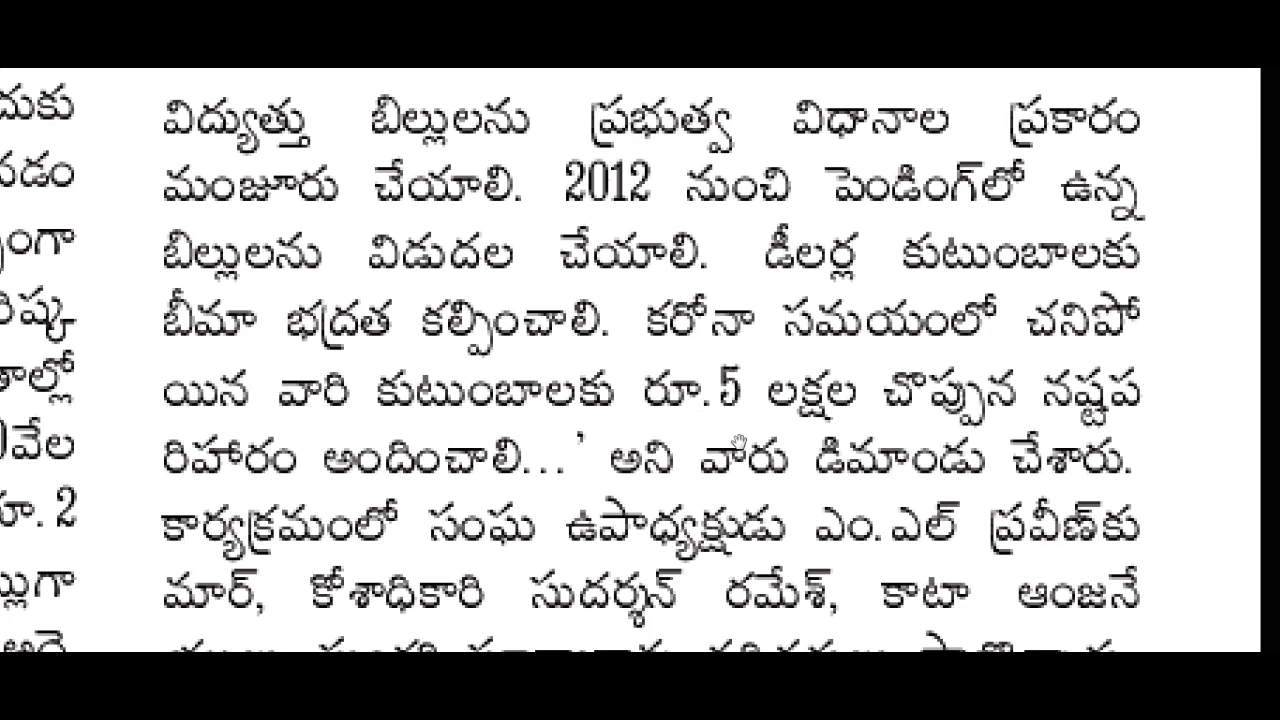 దుకు
విద్యుత్తు బిల్లులను ప్రభుత్వ విధానాల ప్రకారం
మంజూరు చేయాలి. 2012 నుంచి పెండింగ్‌లో ఉన్న
బిల్లులను విడుదల చేయాలి. డీలర్ల కుటుంబాలకు
బీమా భద్రత కల్పించాలి. కరోనా సమయంలో చనిపో
యిన వారి కుటుంబాలకు రూ.5 లక్షల చొప్పున నష్టప
రిహారం అందించాలి...' అని వారు డిమాండు చేశారు.
కార్యక్రమంలో సంఘ ఉపాధ్యక్షుడు ఎం.ఎల్ ప్రవీణ్‌కు
మార్, కోశాధికారి సుదర్శన్ రమేశ్, కాటా ఆంజనే